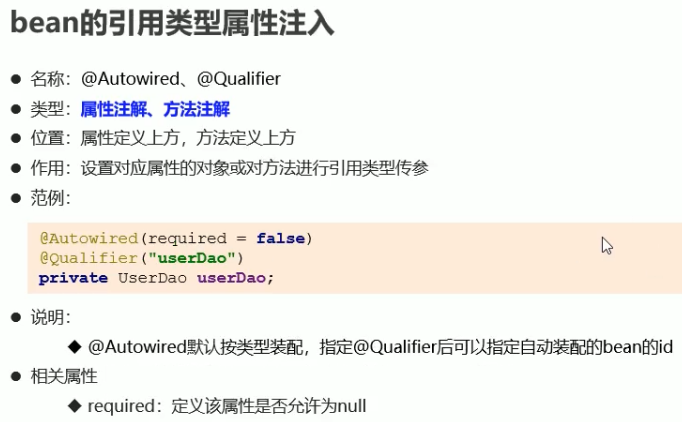 bean的引用类型属性注入
● 名称：@Autowired、@Qualifier
● 类型：属性注解、方法注解
● 位置：属性定义上方，方法定义上方
● 作用：设置对应属性的对象或对方法进行引用类型传参
● 范例：
@Autowired(required = false)
@Qualifier("userDao")
private UserDao userDao;
● 说明：
◆ @Autowired默认按类型装配，指定@Qualifier后可以指定自动装配的bean的id
● 相关属性
◆ required：定义该属性是否允许为null